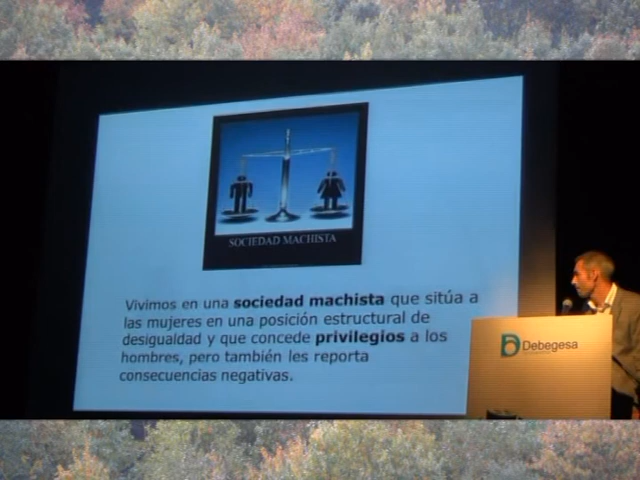 SOCIEDAD MACHISTA
Vivimos en una sociedad machista que sitúa a
las mujeres en una posición estructural de
desigualdad y que concede privilegios a los
hombres, pero también les reporta
consecuencias negativas.
Debegesa